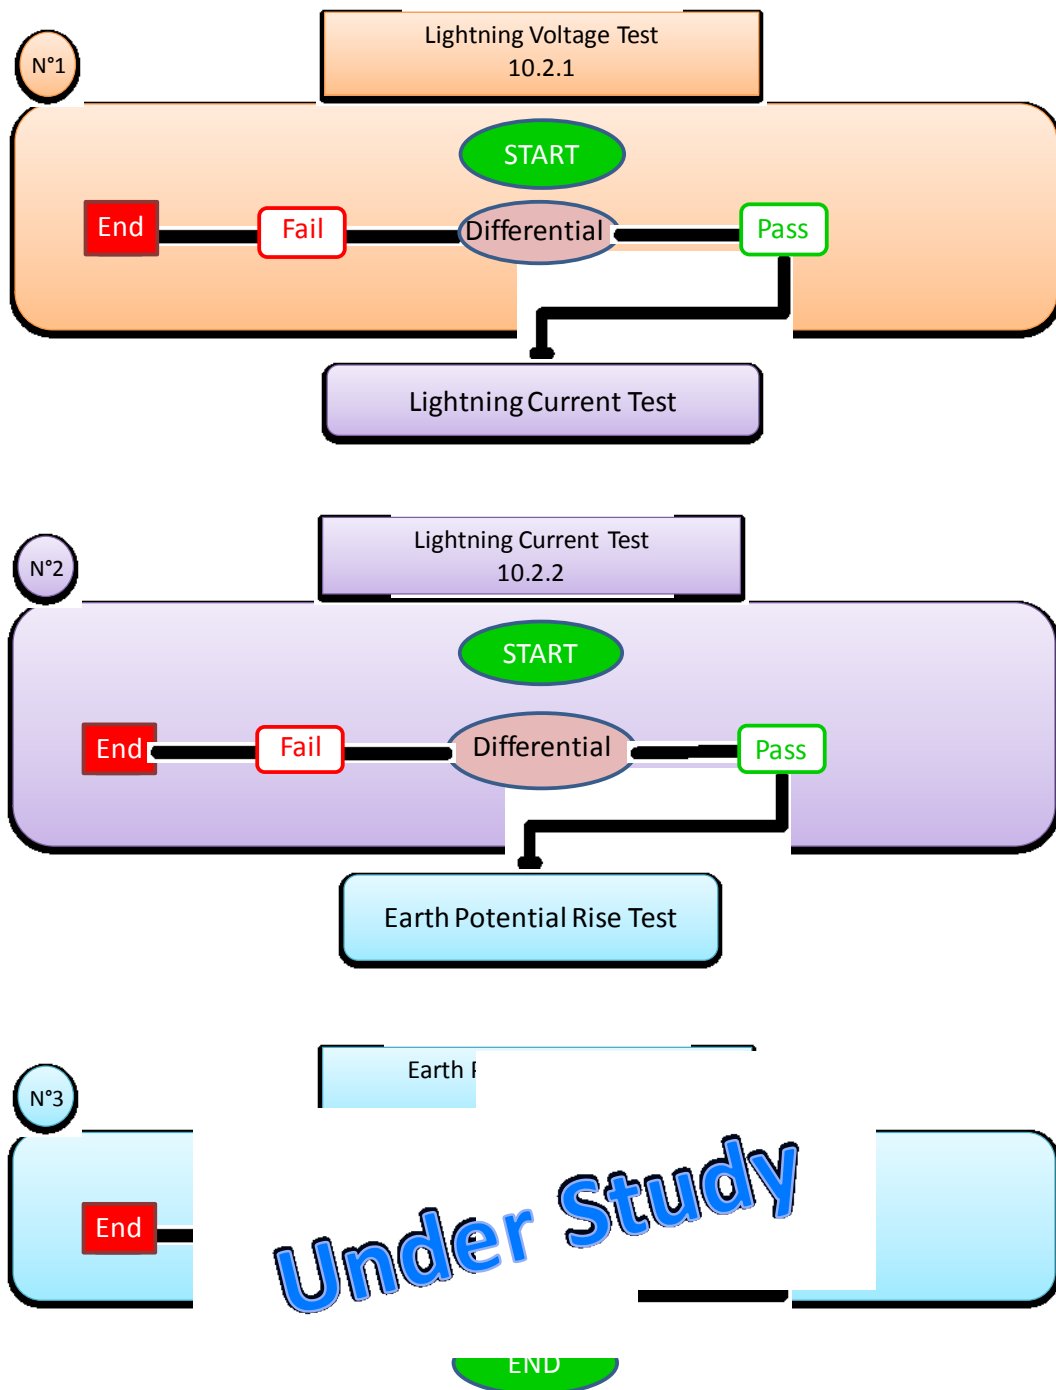 Lightning Voltage Test
10.2.1
N°1
START
End
Fail
Differential
Pass
Lightning Current Test
Lightning Current Test
10.2.2
N°2
START
End
Fail
Differential
Pass
Earth Potential Rise Test
Earth
N°3
End
Under Study
END